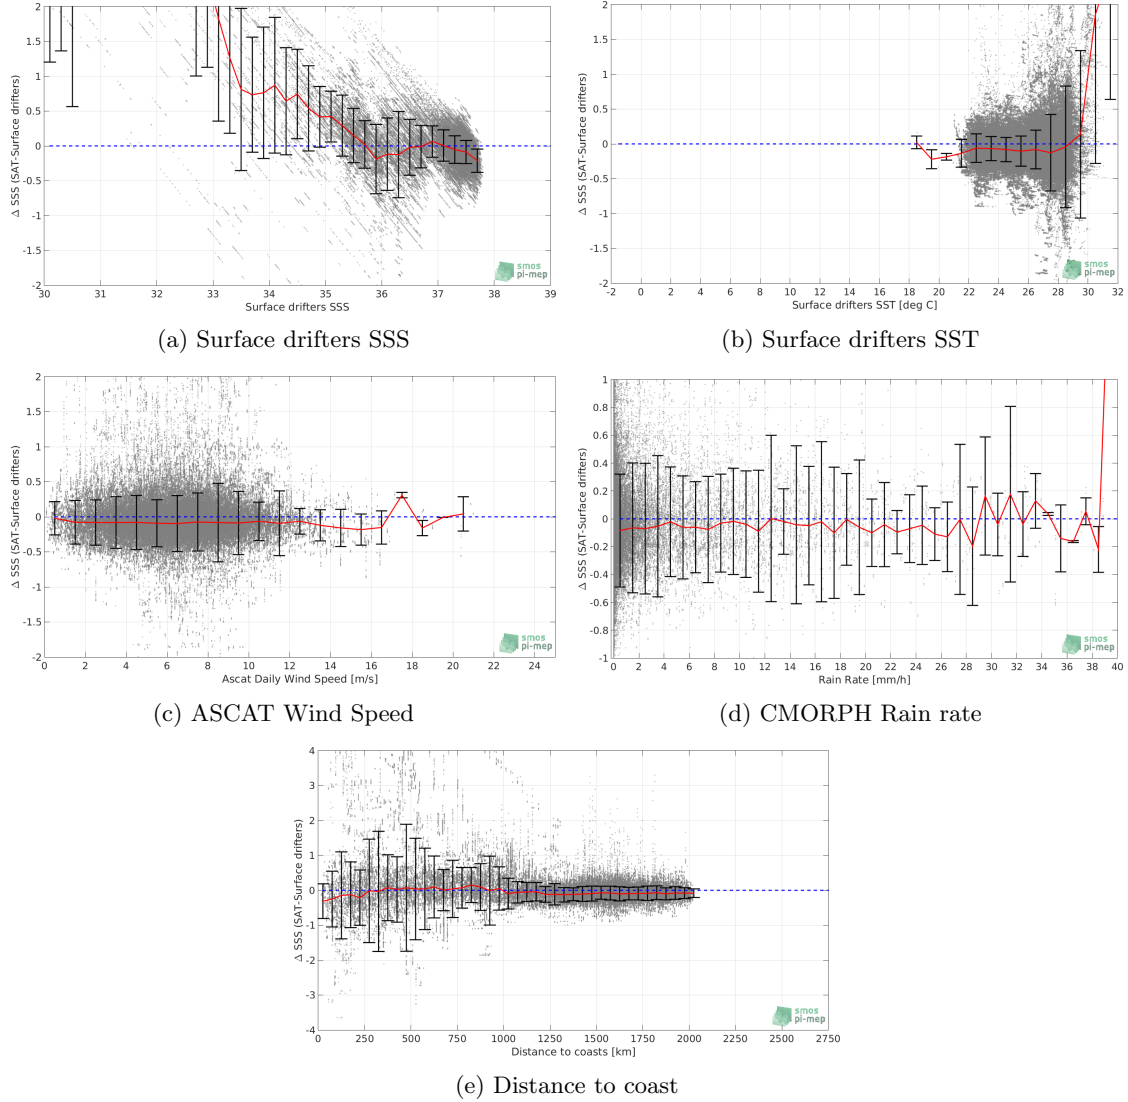 2
1.5
1
0.5
0
-0.5
-1
-1.5
-2
Δ SSS (SAT-Surface drifters)
30 31 32 33 34 35 36 37 38 39
Surface drifters SSS
smos
pi-mep
(a) Surface drifters SSS
2
1.5
1
0.5
0
-0.5
-1
-1.5
-2
Δ SSS (SAT-Surface drifters)
-2 0 2 4 6 8 10 12 14 16 18 20 22 24 26 28 30 32
Surface drifters SST [deg C]
smos
pi-mep
(b) Surface drifters SST
2
1.5
1
0.5
0
-0.5
-1
-1.5
-2
Δ SSS (SAT-Surface drifters)
0 2 4 6 8 10 12 14 16 18 20 22 24
Ascat Daily Wind Speed [m/s]
smos
pi-mep
(c) ASCAT Wind Speed
1
0.8
0.6
0.4
0.2
0
-0.2
-0.4
-0.6
-0.8
-1
Δ SSS (SAT-Surface drifters)
0 2 4 6 8 10 12 14 16 18 20 22 24 26 28 30 32 34 36 38 40
Rain Rate [mm/h]
smos
pi-mep
(d) CMORPH Rain rate
4
3
2
1
0
-1
-2
-3
-4
Δ SSS (SAT-Surface drifters)
0 250 500 750 1000 1250 1500 1750 2000 2250 2500 2750
Distance to coasts [km]
smos
pi-mep
(e) Distance to coast